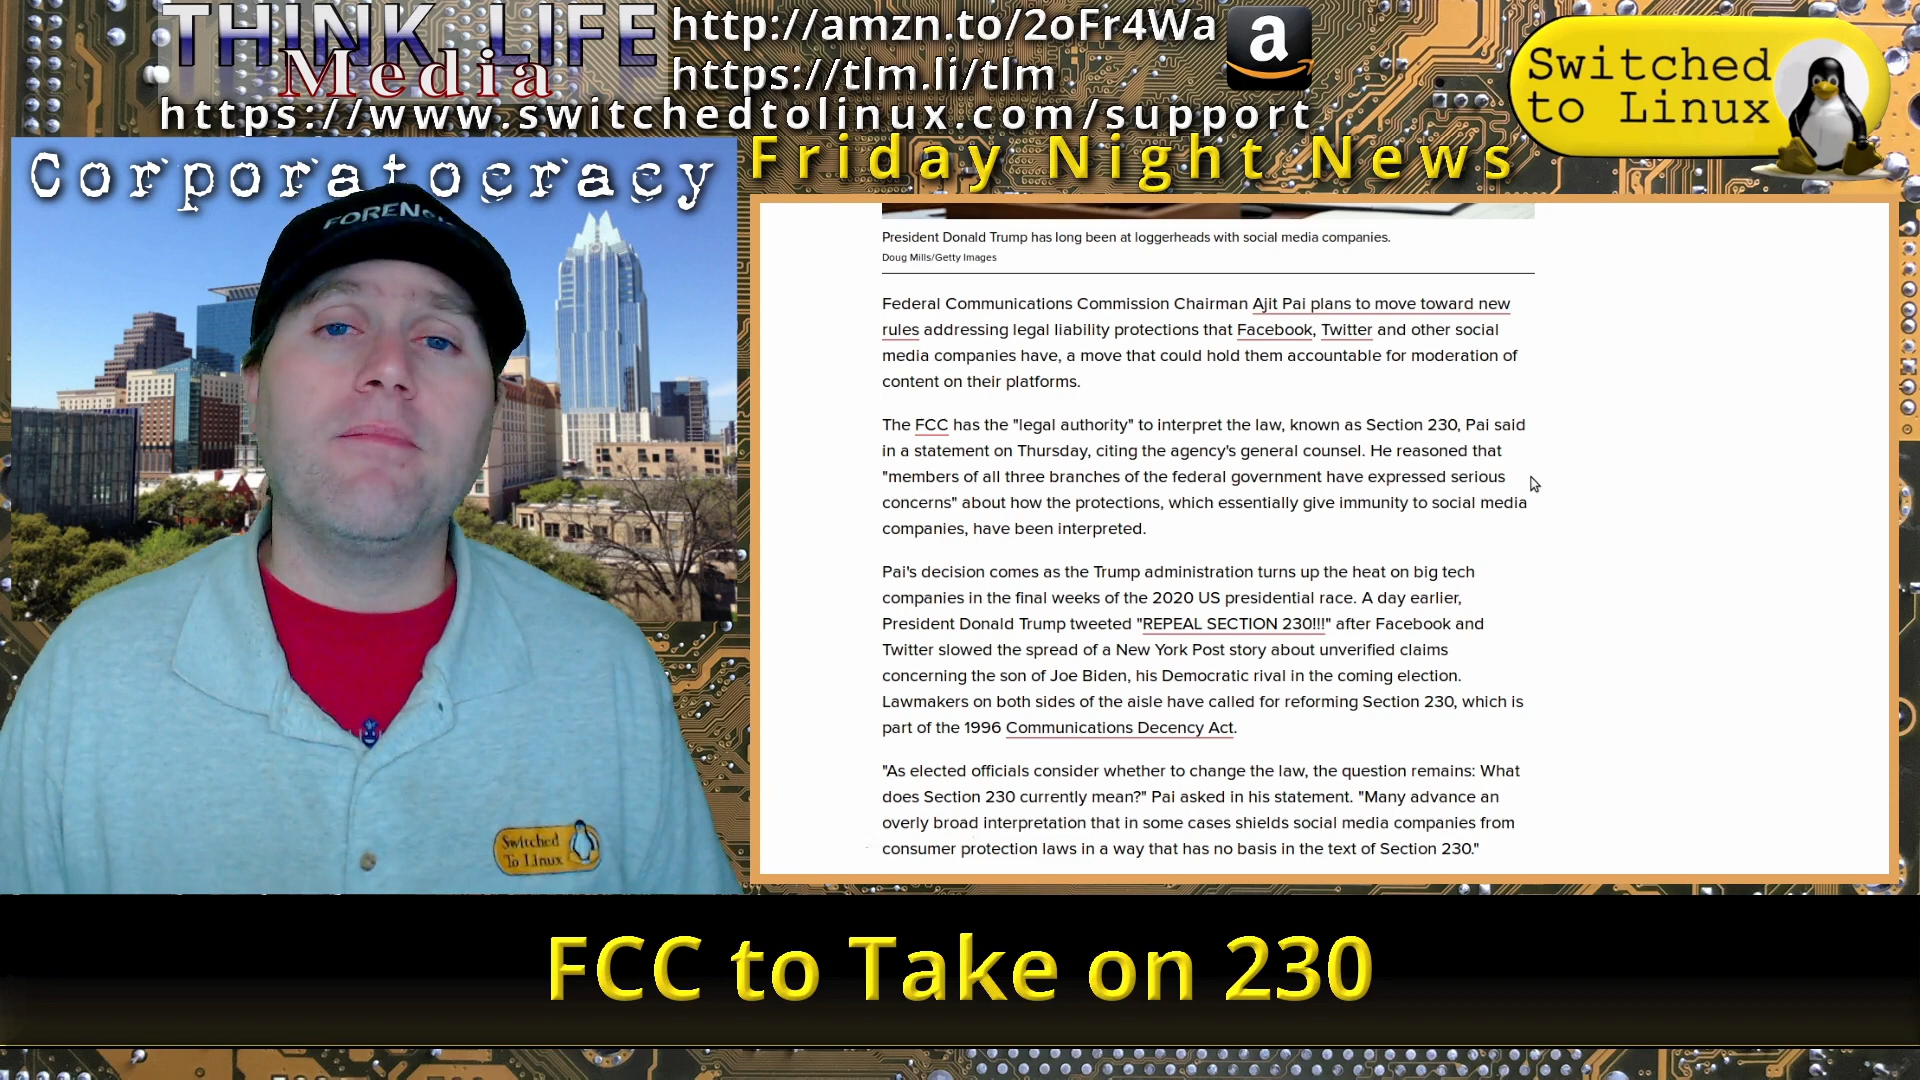 THINK LIFE
Media
http://amzn.to/2oFr4Wa
https://tlm.li/tlm
https://www.switchedtolinux.com/support
a
Switched
to Linux
Friday Night News
Corporatocracy
President Donald Trump has long been at loggerheads with social media companies.
Doug Mills/Getty Images
Federal Communications Commission Chairman Ajit Pai plans to move toward new
rules addressing legal liability protections that Facebook, Twitter and other social
media companies have, a move that could hold them accountable for moderation of
content on their platforms.
The FCC has the "legal authority" to interpret the law, known as Section 230, Pai said
in a statement on Thursday, citing the agency's general counsel. He reasoned that
"members of all three branches of the federal government have expressed serious
concerns" about how the protections, which essentially give immunity to social media
companies, have been interpreted.
Pai's decision comes as the Trump administration turns up the heat on big tech
companies in the final weeks of the 2020 US presidential race. A day earlier,
President Donald Trump tweeted "REPEAL SECTION 230!!!" after Facebook and
Twitter slowed the spread of a New York Post story about unverified claims
concerning the son of Joe Biden, his Democratic rival in the coming election.
Lawmakers on both sides of the aisle have called for reforming Section 230, which is
part of the 1996 Communications Decency Act.
"As elected officials consider whether to change the law, the question remains: What
does Section 230 currently mean?" Pai asked in his statement. "Many advance an
overly broad interpretation that in some cases shields social media companies from
consumer protection laws in a way that has no basis in the text of Section 230."
Switched
To Linux
FCC to Take on 230